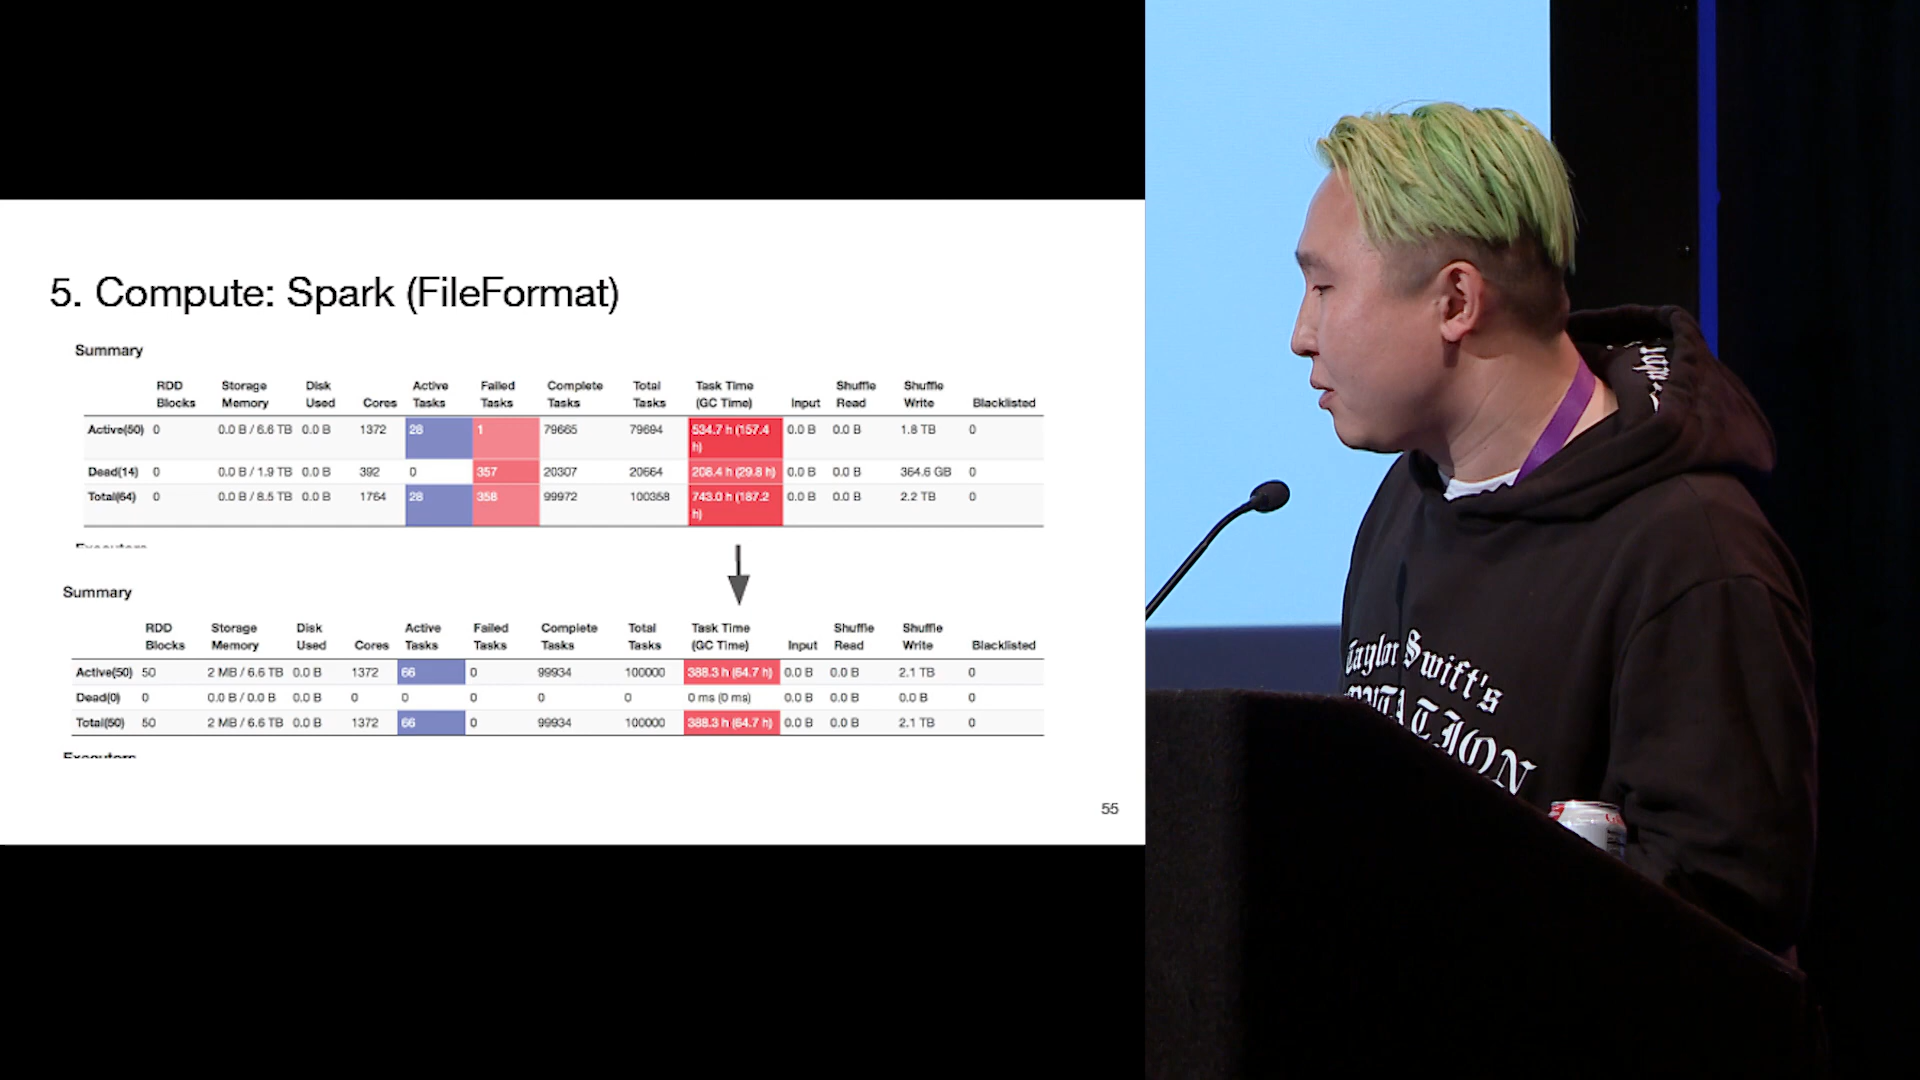 5. Compute: Spark (FileFormat)
Summary
RDD Blocks Storage Memory Disk Used Cores Active Tasks Failed Tasks Complete Tasks Total Tasks Task Time (GC Time) Input Shuffle Read Shuffle Write Blacklisted
Active(50) 0 0.0 B / 6.6 TB 0.0 B 1372 28 1 79665 79694 534.7 h (157.4 h) 0.0 B 0.0 B 1.8 TB 0
Dead(14) 0 0.0 B / 1.9 TB 0.0 B 392 0 357 20307 20664 208.4 h (29.8 h) 0.0 B 0.0 B 364.6 GB 0
Total(64) 0 0.0 B / 8.5 TB 0.0 B 1764 28 358 99972 100358 743.0 h (187.2 h) 0.0 B 0.0 B 2.2 TB 0
Executors
Summary
RDD Blocks Storage Memory Disk Used Cores Active Tasks Failed Tasks Complete Tasks Total Tasks Task Time (GC Time) Input Shuffle Read Shuffle Write Blacklisted
Active(50) 50 2 MB / 6.6 TB 0.0 B 1372 66 0 99934 100000 388.3 h (64.7 h) 0.0 B 0.0 B 2.1 TB 0
Dead(0) 0 0.0 B / 0.0 B 0.0 B 0 0 0 0 0 0 ms (0 ms) 0.0 B 0.0 B 0.0 B 0
Total(50) 50 2 MB / 6.6 TB 0.0 B 1372 66 0 99934 100000 388.3 h (64.7 h) 0.0 B 0.0 B 2.1 TB 0
Executors
55
Taylor Swift's